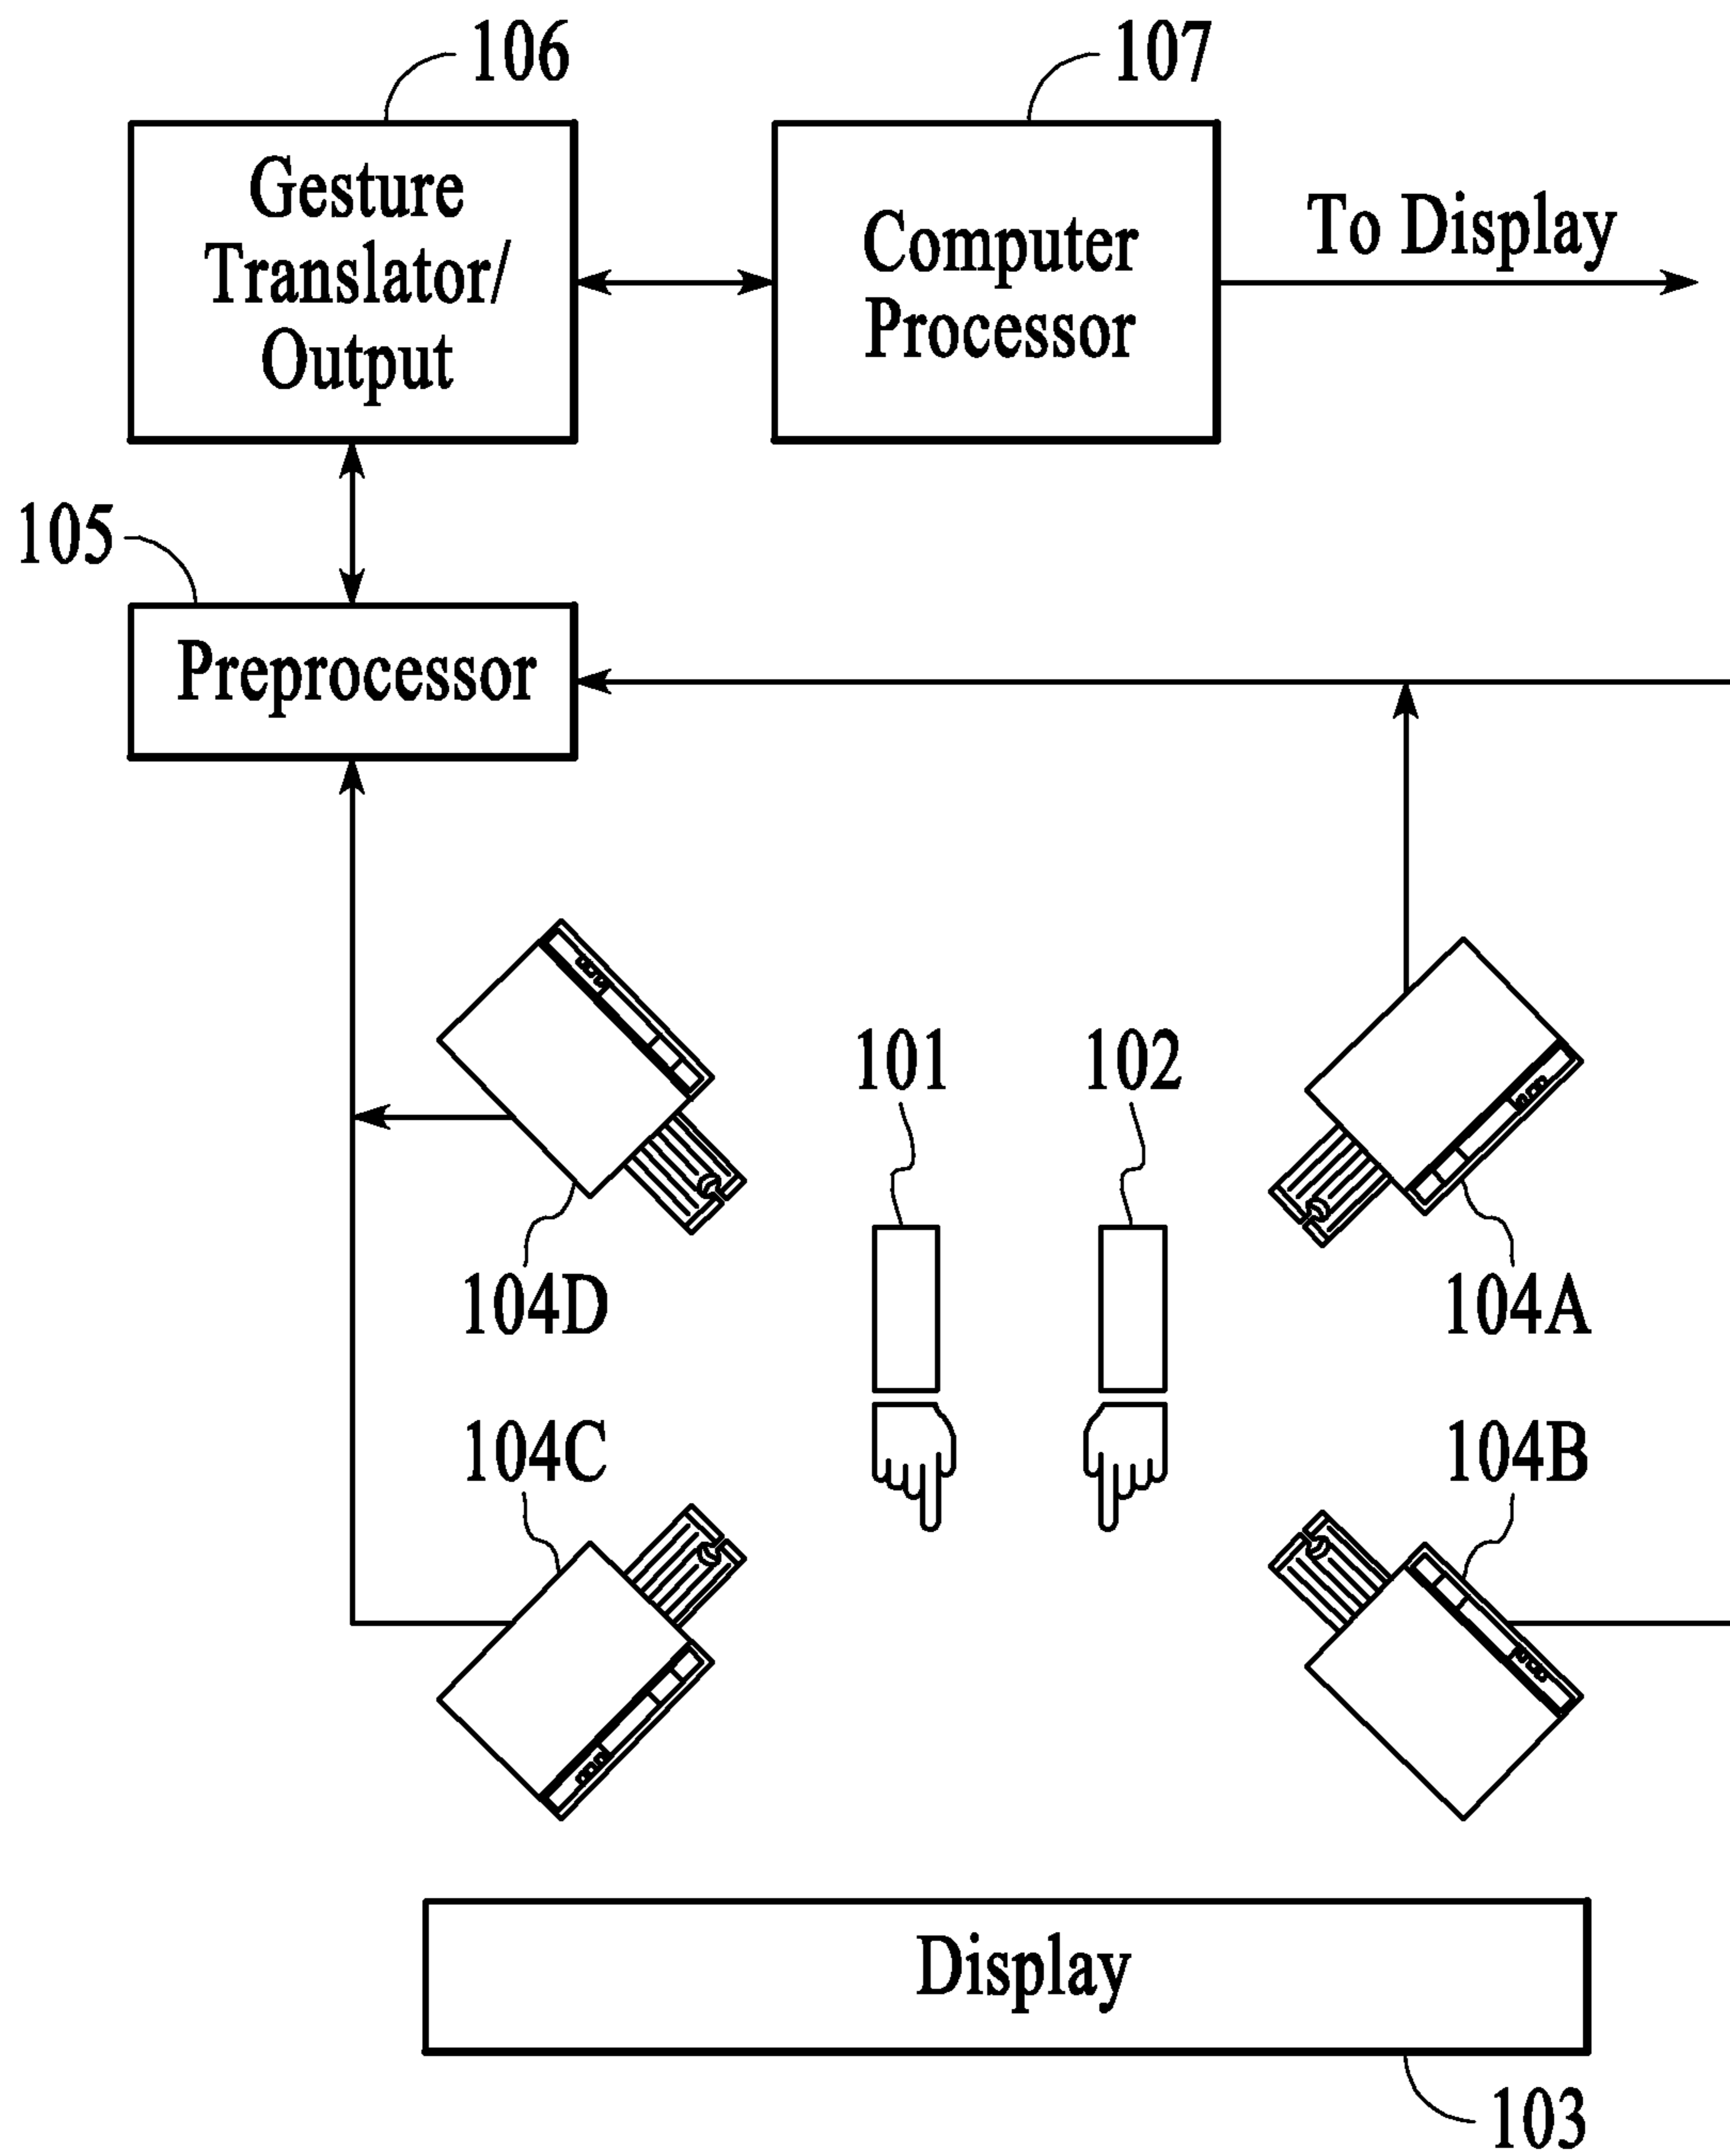 106
107
Gesture
Translator/
Output
Computer
Processor
To Display
105
Preprocessor
101
102
104D
104A
104C
104B
Display
103